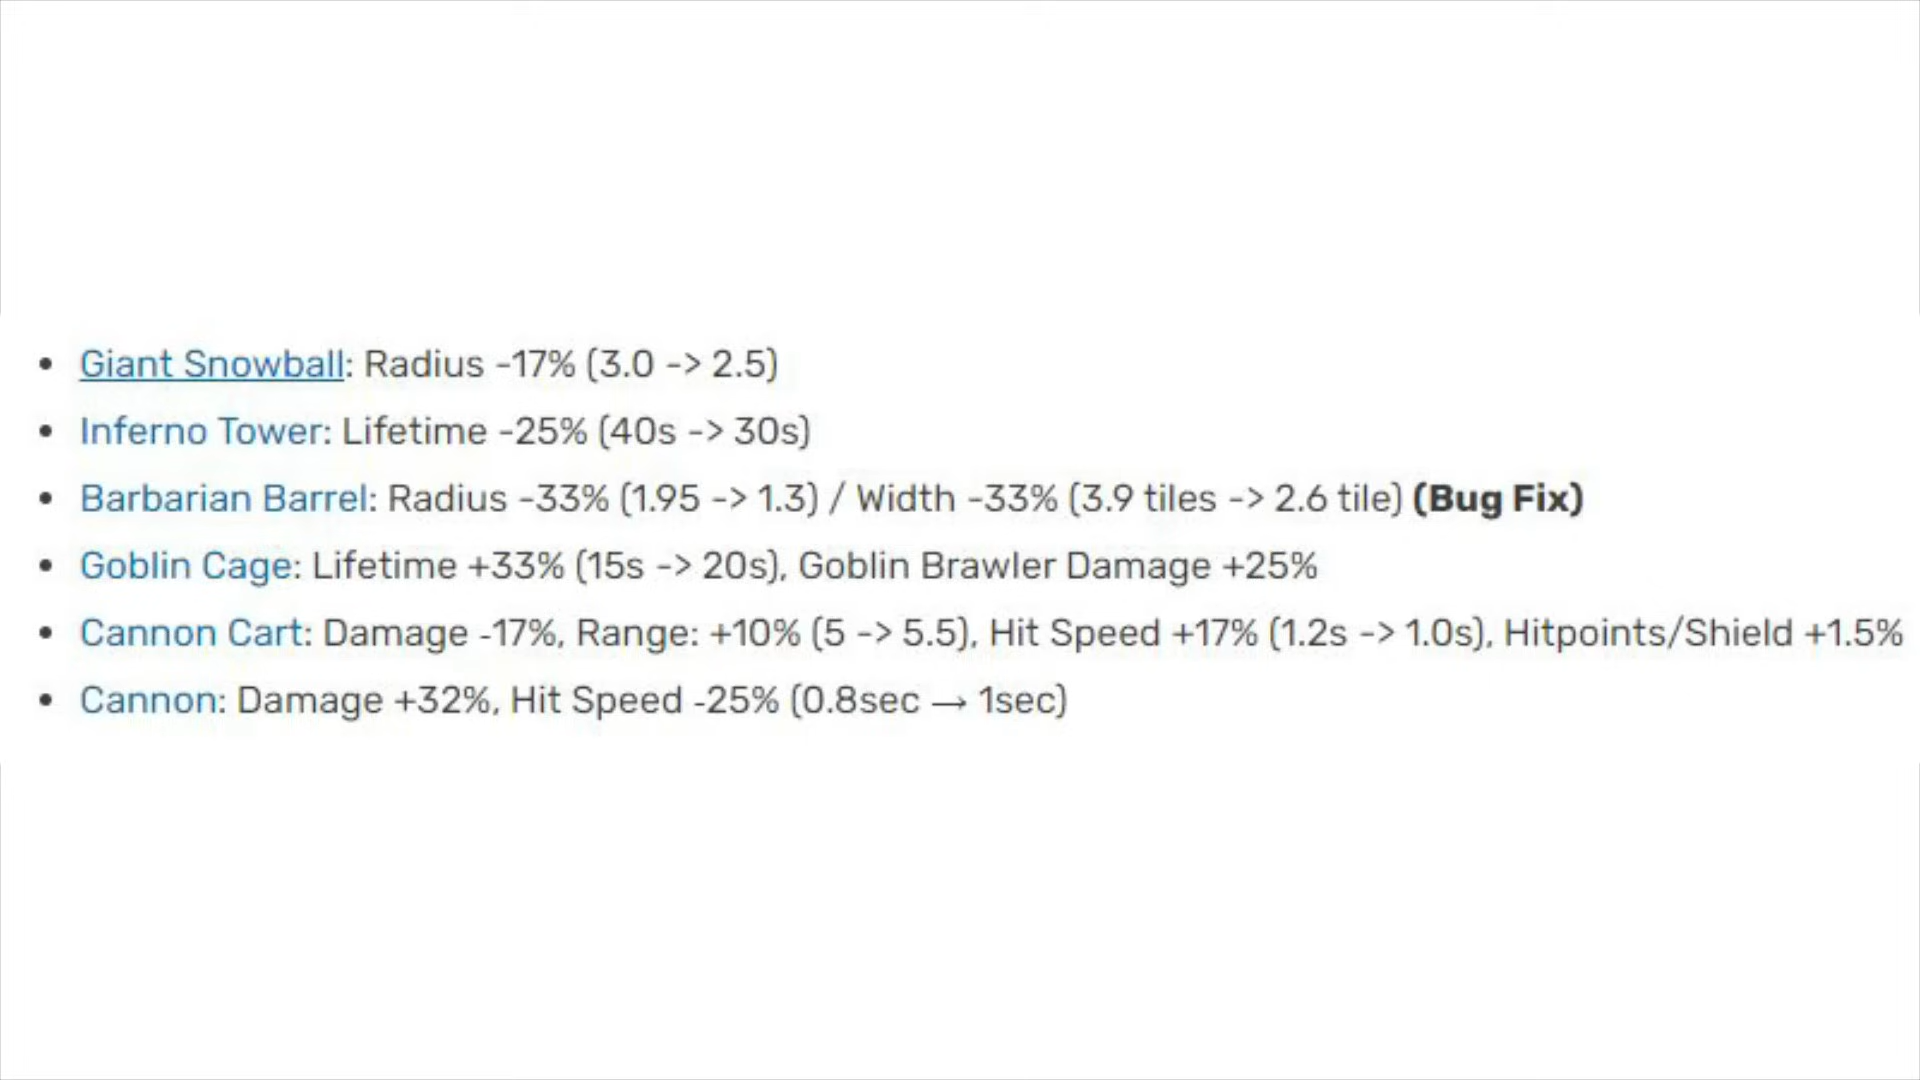 • Giant Snowball: Radius -17% (3.0 -> 2.5)
• Inferno Tower: Lifetime -25% (40s -> 30s)
• Barbarian Barrel: Radius -33% (1.95 -> 1.3) / Width -33% (3.9 tiles -> 2.6 tile) (Bug Fix)
• Goblin Cage: Lifetime +33% (15s -> 20s), Goblin Brawler Damage +25%
• Cannon Cart: Damage -17%, Range: +10% (5 -> 5.5), Hit Speed +17% (1.2s -> 1.0s), Hitpoints/Shield +1.5%
• Cannon: Damage +32%, Hit Speed -25% (0.8sec → 1sec)